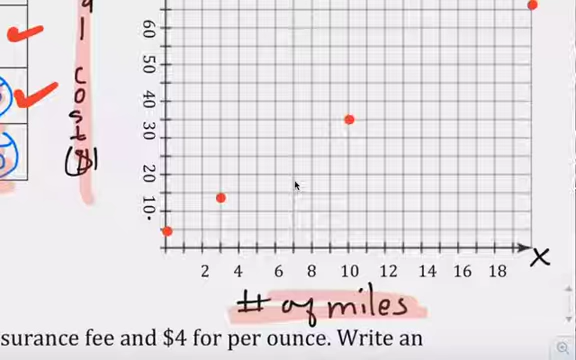 a
l
cost
($)
60
50
40
30
20
10
2 4 6 8 10 12 14 16 18
X
# of miles
surance fee and $4 for per ounce. Write an